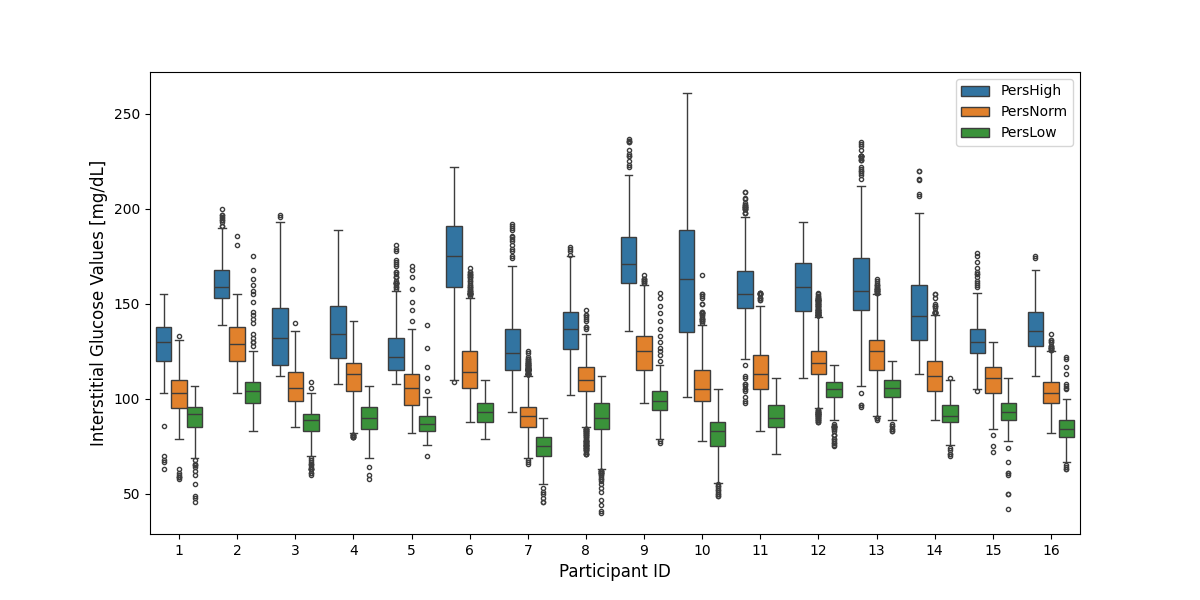 PersHigh
PersNorm
PersLow
Interstitial Glucose Values [mg/dL]
250
200
150
100
50
1 2 3 4 5 6 7 8 9 10 11 12 13 14 15 16
Participant ID